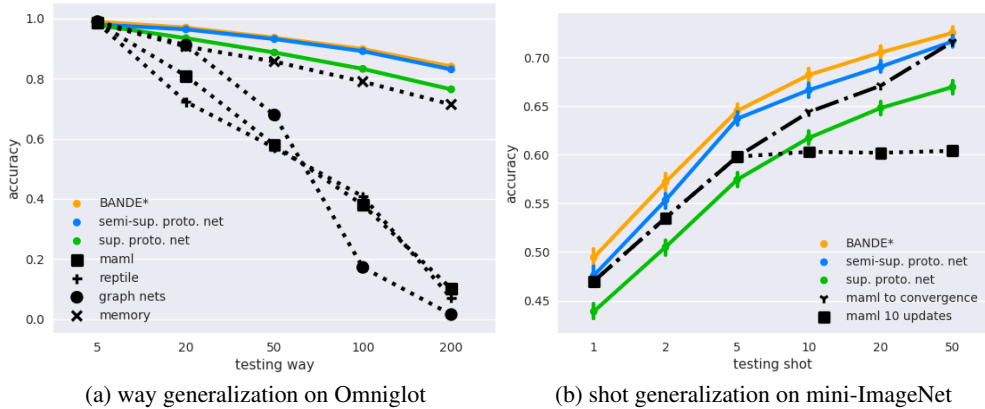 1.0
0.8
0.6
0.4
0.2
0.0
accuracy
BANDE*
semi-sup. proto. net
sup. proto. net
maml
reptile
graph nets
memory
5 20 50 100 200
testing way
(a) way generalization on Omniglot
0.70
0.65
0.60
0.55
0.50
0.45
accuracy
BANDE*
semi-sup. proto. net
sup. proto. net
maml to convergence
maml 10 updates
1 2 5 10 20 50
testing shot
(b) shot generalization on mini-ImageNet